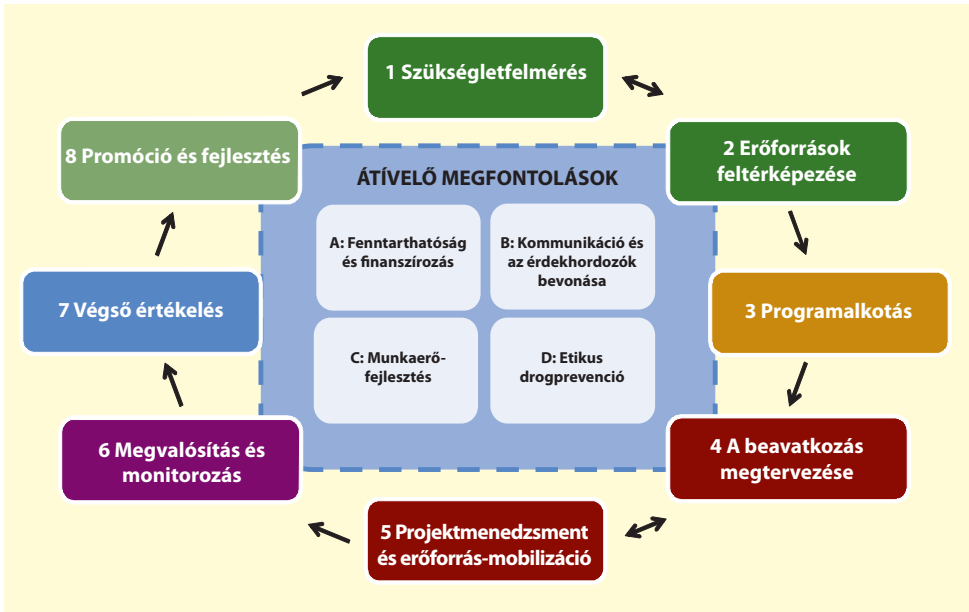 1 Szükségletfelmérés
2 Erőforrások
feltérképezése
3 Programalkotás
4 A beavatkozás
megtervezése
5 Projektmenedzsment
és erőforrás-mobilizáció
6 Megvalósítás és
monitorozás
7 Végső értékelés
8 Promóció és fejlesztés
ÁTÍVELŐ MEGFONTOLÁSOK
A: Fenntarthatóság
és finanszírozás
B: Kommunikáció és
az érdekhordozók
bevonása
C: Munkaerő-
fejlesztés
D: Etikus
drogprevenció